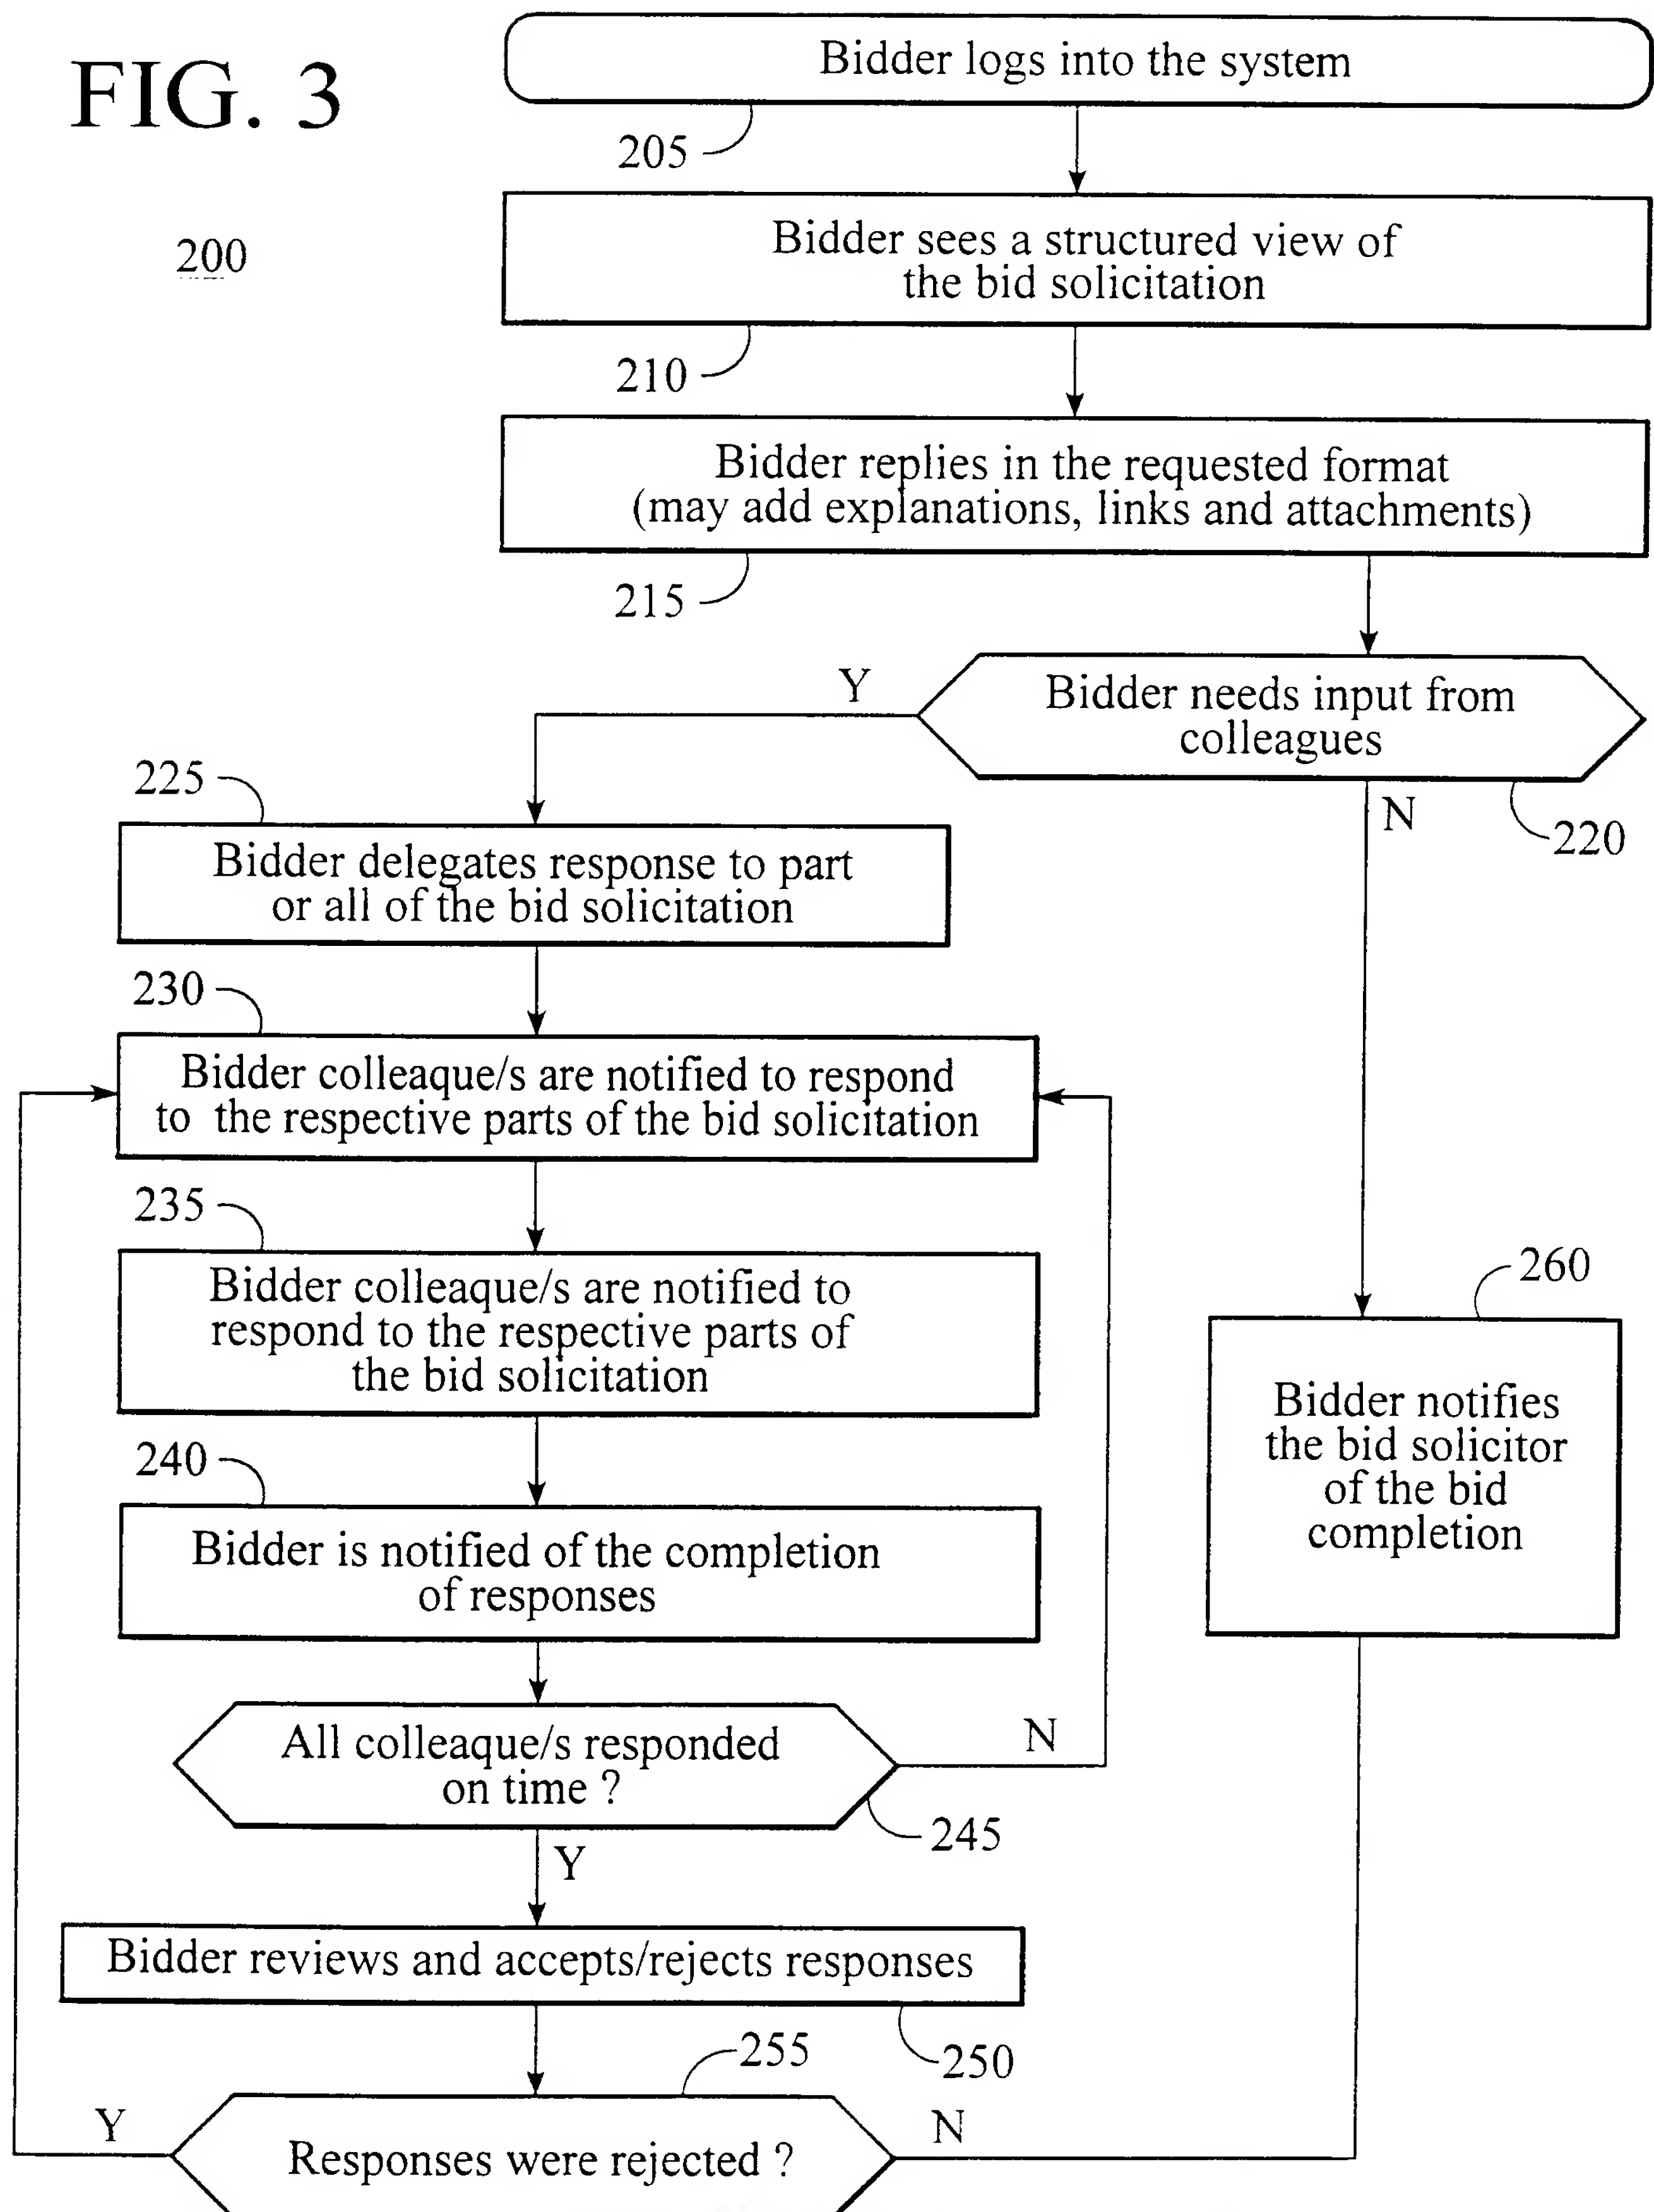 FIG. 3
200
Bidder logs into the system
205
Bidder sees a structured view of
the bid solicitation
210
Bidder replies in the requested format
(may add explanations, links and attachments)
215
Bidder needs input from
colleagues
220
Y
N
225
Bidder delegates response to part
or all of the bid solicitation
230
Bidder colleaque/s are notified to respond
to the respective parts of the bid solicitation
235
Bidder colleaque/s are notified to
respond to the respective parts of
the bid solicitation
260
Bidder notifies
the bid solicitor
of the bid
completion
240
Bidder is notified of the completion
of responses
All colleaque/s responded
on time ?
N
245
Y
Bidder reviews and accepts/rejects responses
250
255
Y
Responses were rejected ?
N